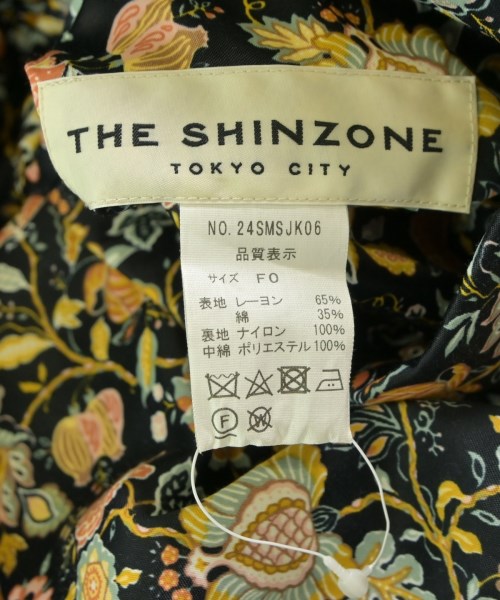 THE SHINZONE
TOKYO CITY
NO. 24SMSJK06
品質表示
サイズ FO
表地 レーヨン 65%
綿 35%
裏地 ナイロン 100%
中綿 ポリエステル 100%
F W